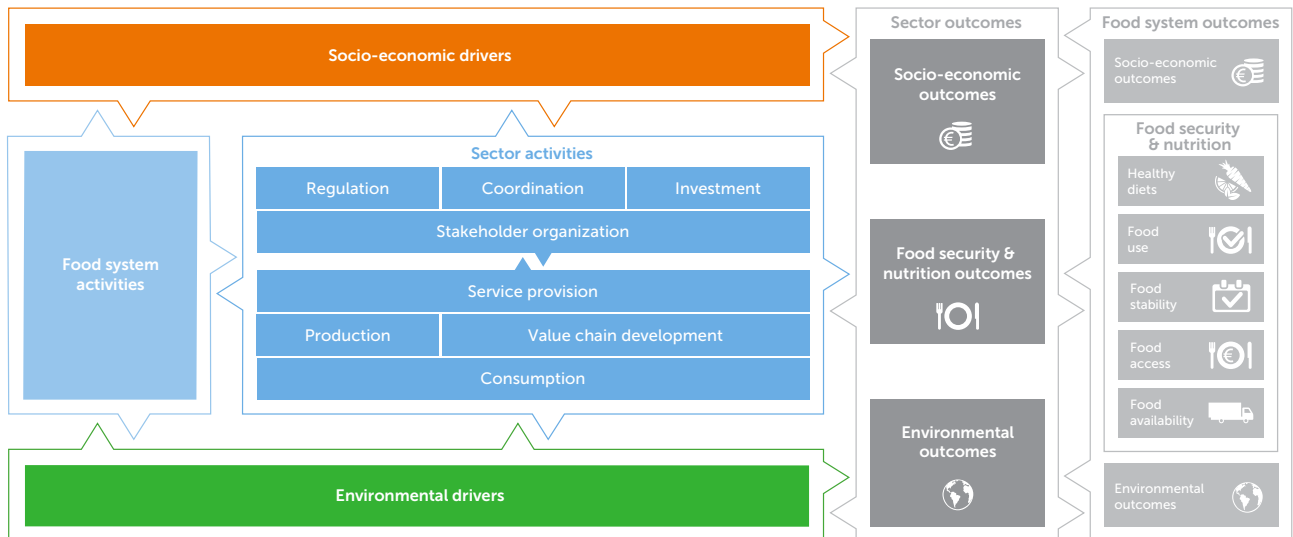 Socio-economic drivers
Food system
activities
Sector activities
Regulation
Coordination
Investment
Stakeholder organization
Service provision
Production
Value chain development
Consumption
Environmental drivers
Sector outcomes
Socio-economic
outcomes
€
Food security &
nutrition outcomes
Environmental
outcomes
Food system outcomes
Socio-economic
outcomes
€
Food security
& nutrition
Healthy
diets
Food
use
Food
stability
Food
access
€
Food
availability
Environmental
outcomes